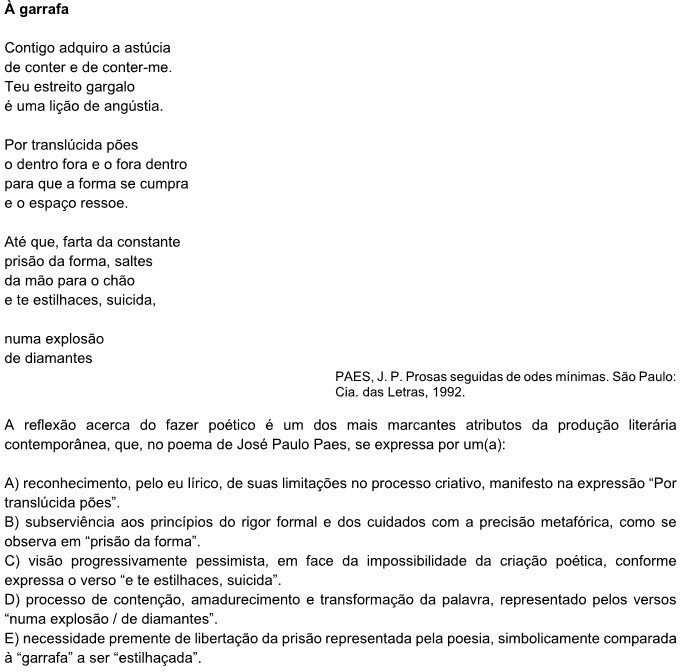 À garrafa
Contigo adquiro a astúcia
de conter e de conter-me.
Teu estreito gargalo
é uma lição de angústia.
Por translúcida pões
o dentro fora e o fora dentro
para que a forma se cumpra
e o espaço ressoe.
Até que, farta da constante
prisão da forma, saltes
da mão para o chão
e te estilhaces, suicida,
numa explosão
de diamantes
PAES, J. P. Prosas seguidas de odes mínimas. São Paulo:
Cia. das Letras, 1992.
A reflexão acerca do fazer poético é um dos mais marcantes atributos da produção literária
contemporânea, que, no poema de José Paulo Paes, se expressa por um(a):
A) reconhecimento, pelo eu lírico, de suas limitações no processo criativo, manifesto na expressão “Por
translúcida pões”.
B) subserviência aos princípios do rigor formal e dos cuidados com a precisão metafórica, como se
observa em “prisão da forma”.
C) visão progressivamente pessimista, em face da impossibilidade da criação poética, conforme
expressa o verso “e te estilhaces, suicida”.
D) processo de contenção, amadurecimento e transformação da palavra, representado pelos versos
“numa explosão / de diamantes”.
E) necessidade premente de libertação da prisão representada pela poesia, simbolicamente comparada
à “garrafa” a ser “estilhaçada”.